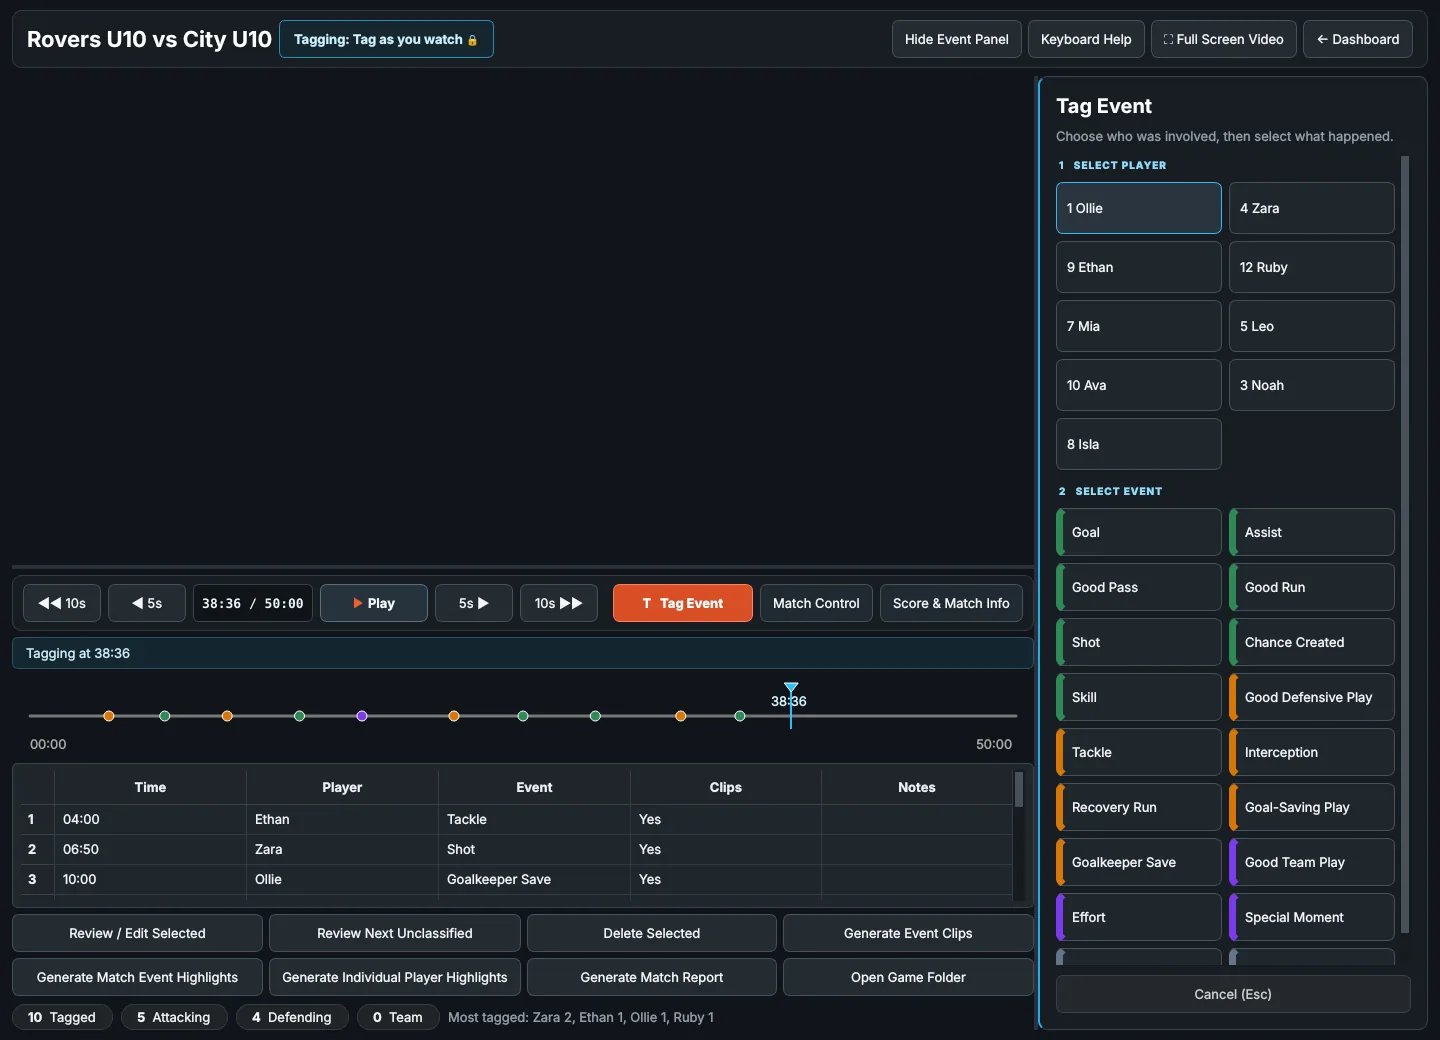 Rovers U10 vs City U10
Tagging: Tag as you watch
Hide Event Panel
Keyboard Help
Full Screen Video
← Dashboard
Tag Event
Choose who was involved, then select what happened.
1 SELECT PLAYER
1 Ollie
4 Zara
9 Ethan
12 Ruby
7 Mia
5 Leo
10 Ava
3 Noah
8 Isla
2 SELECT EVENT
Goal
Assist
Good Pass
Good Run
Shot
Chance Created
Skill
Good Defensive Play
Tackle
Interception
Recovery Run
Goal-Saving Play
Goalkeeper Save
Good Team Play
Effort
Special Moment
Cancel (Esc)
◀◀ 10s
◀ 5s
38:36 / 50:00
▶ Play
5s ▶
10s ▶▶
T Tag Event
Match Control
Score & Match Info
Tagging at 38:36
38:36
00:00
50:00
Time Player Event Clips Notes
1 04:00 Ethan Tackle Yes
2 06:50 Zara Shot Yes
3 10:00 Ollie Goalkeeper Save Yes
Review / Edit Selected
Review Next Unclassified
Delete Selected
Generate Event Clips
Generate Match Event Highlights
Generate Individual Player Highlights
Generate Match Report
Open Game Folder
10 Tagged
5 Attacking
4 Defending
0 Team
Most tagged: Zara 2, Ethan 1, Ollie 1, Ruby 1